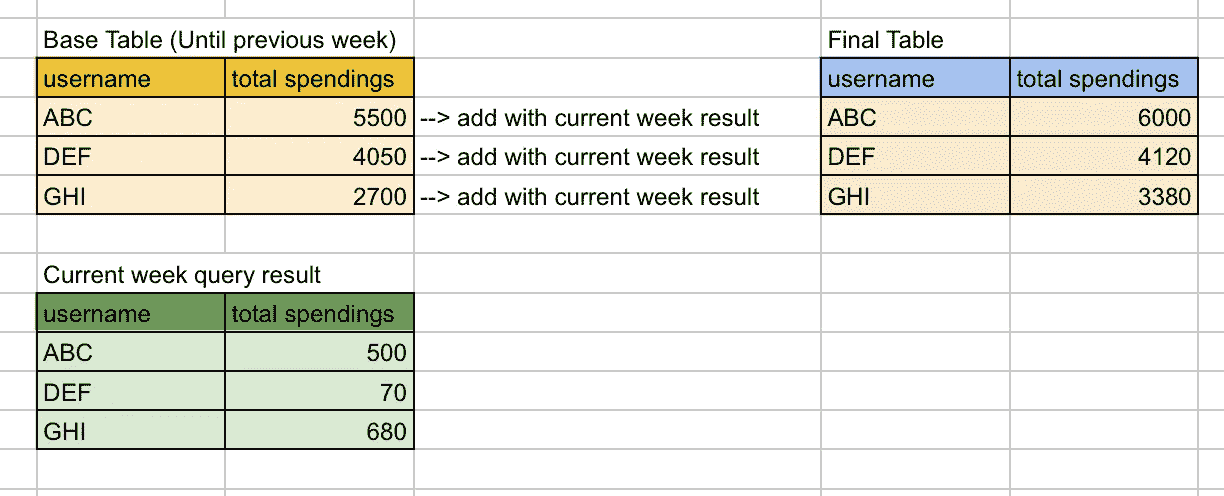 Base Table (Until previous week) Final Table
username total spendings username total spendings
ABC 5500 --> add with current week result ABC 6000
DEF 4050 --> add with current week result DEF 4120
GHI 2700 --> add with current week result GHI 3380
Current week query result
username total spendings
ABC 500
DEF 70
GHI 680